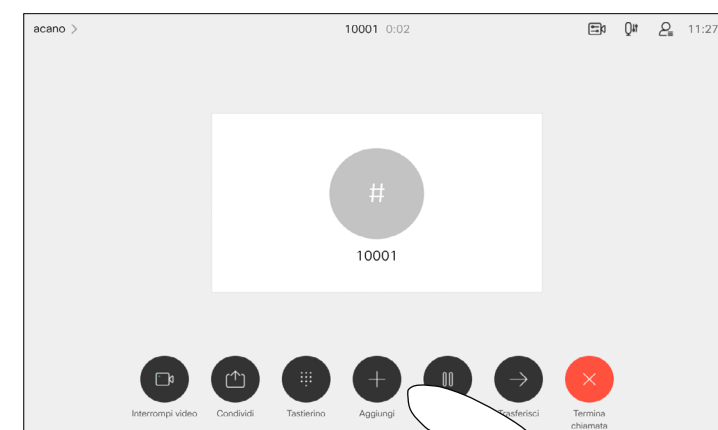 acano >
10001 0:02
11:27
#
10001
Interrompi video
Condividi
Tastierino
Aggiungi
Trasferisci
Termina
chiamata